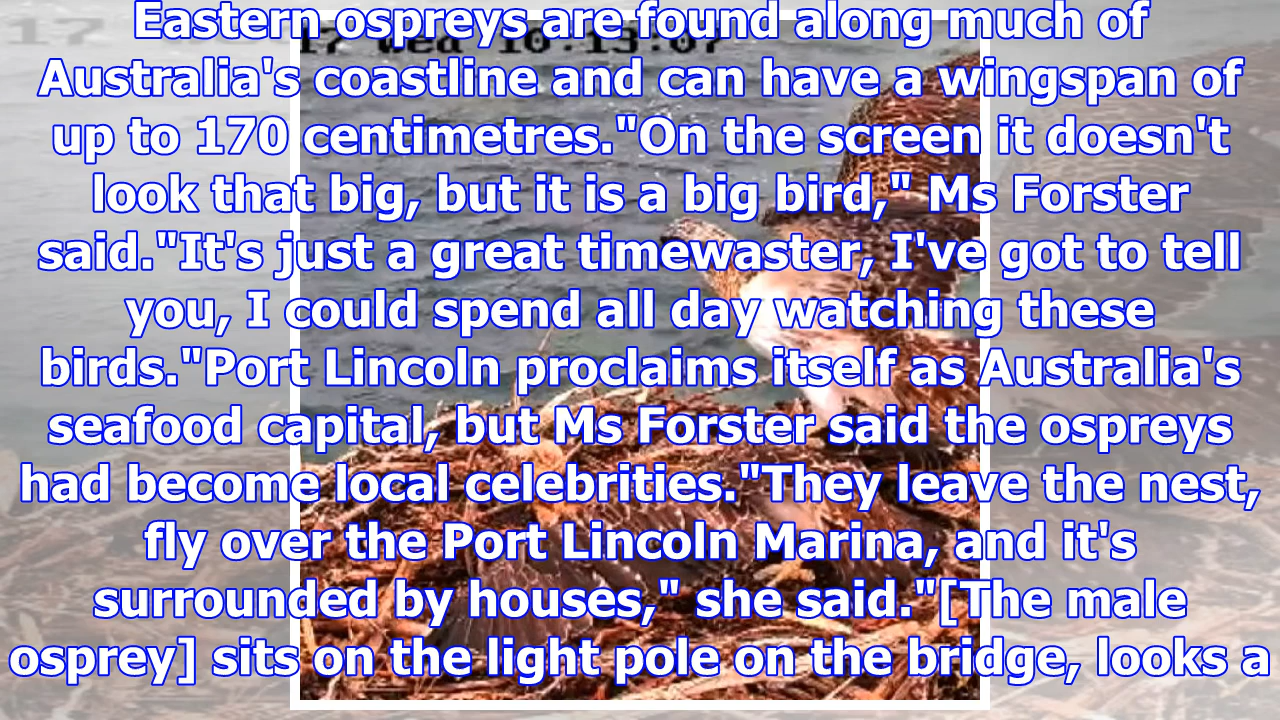 Eastern ospreys are found along much of
17 Wed 10:13:07
Australia's coastline and can have a wingspan of
up to 170 centimetres."On the screen it doesn't
look that big, but it is a big bird," Ms Forster
said."It's just a great timewaster, I've got to tell
you, I could spend all day watching these
birds."Port Lincoln proclaims itself as Australia's
seafood capital, but Ms Forster said the ospreys
had become local celebrities."They leave the nest,
fly over the Port Lincoln Marina, and it's
surrounded by houses," she said."[The male
osprey] sits on the light pole on the bridge, looks a